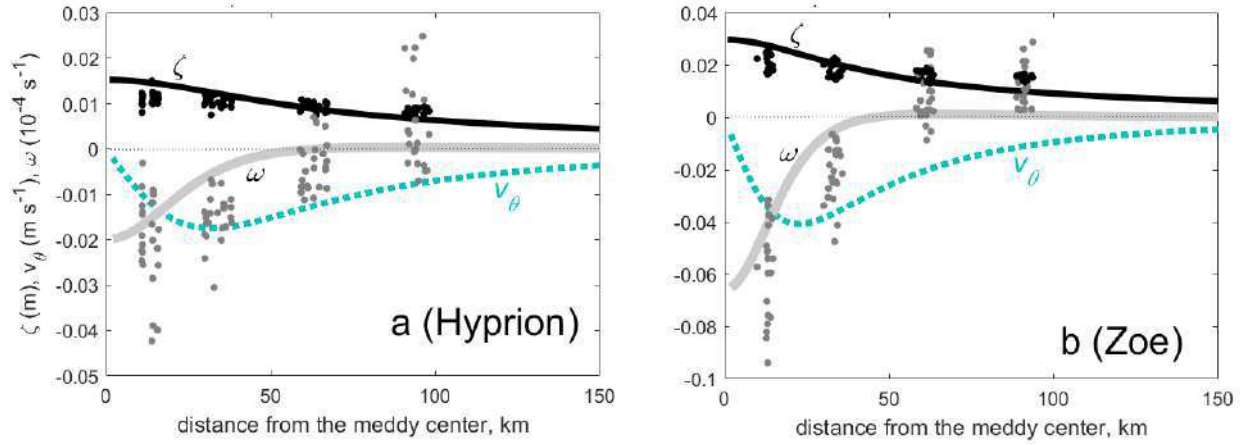 ζ (m), v_θ (m s⁻¹), ω (10⁻⁴ s⁻¹)
0.03
0.02
0.01
0
-0.01
-0.02
-0.03
-0.04
-0.05
ζ
ω
v_θ
a (Hyprion)
0 50 100 150
distance from the meddy center, km
0.04
0.02
0
-0.02
-0.04
-0.06
-0.08
-0.1
ζ
ω
v_θ
b (Zoe)
0 50 100 150
distance from the meddy center, km